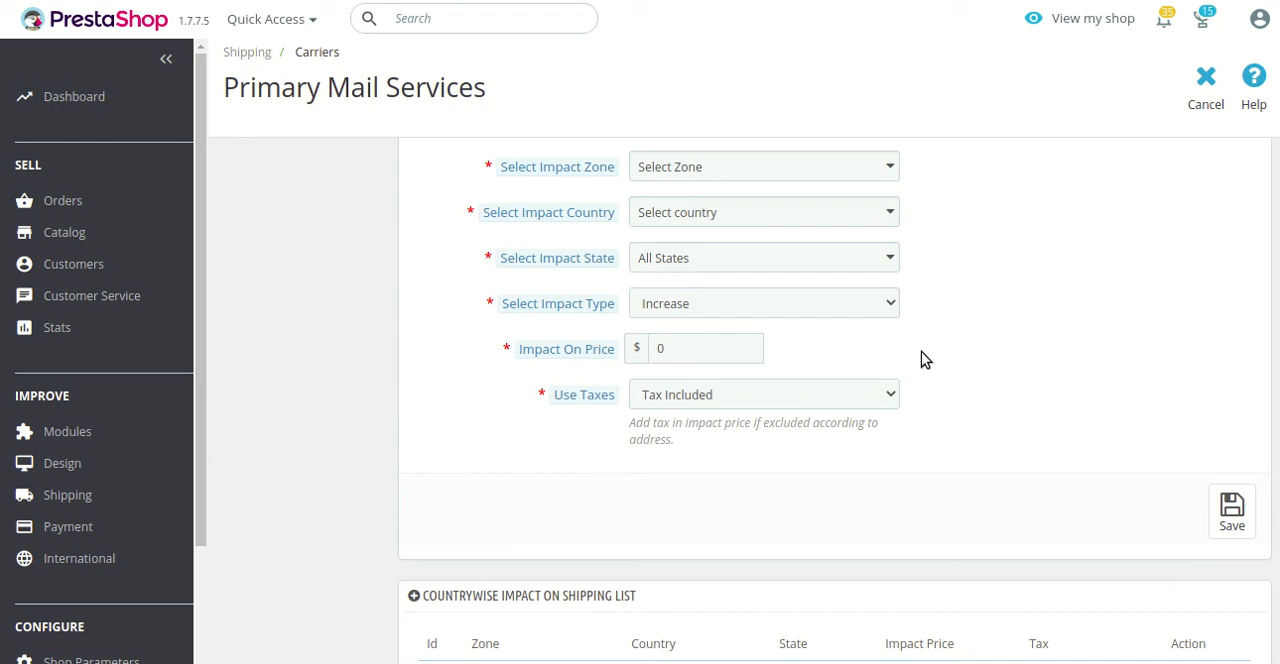 PrestaShop 1.7.7.5 Quick Access Search View my shop 35 15
Shipping / Carriers
Primary Mail Services
Cancel Help
Dashboard
SELL
Orders
Catalog
Customers
Customer Service
Stats
IMPROVE
Modules
Design
Shipping
Payment
International
CONFIGURE
Shop Parameters
* Select Impact Zone Select Zone
* Select Impact Country Select country
* Select Impact State All States
* Select Impact Type Increase
* Impact On Price $ 0
* Use Taxes Tax Included
Add tax in impact price if excluded according to
address.
Save
COUNTRYWISE IMPACT ON SHIPPING LIST
Id Zone Country State Impact Price Tax Action